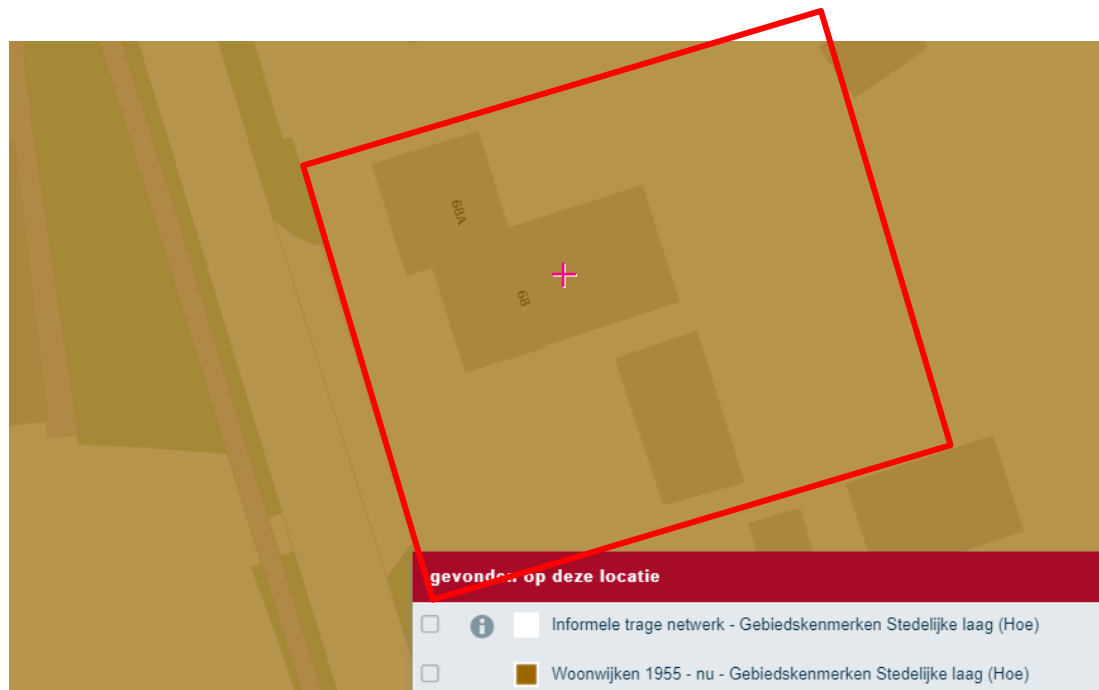 68A
68
gevonden op deze locatie
Informele trage netwerk - Gebiedskenmerken Stedelijke laag (Hoe)
Woonwijken 1955 - nu - Gebiedskenmerken Stedelijke laag (Hoe)